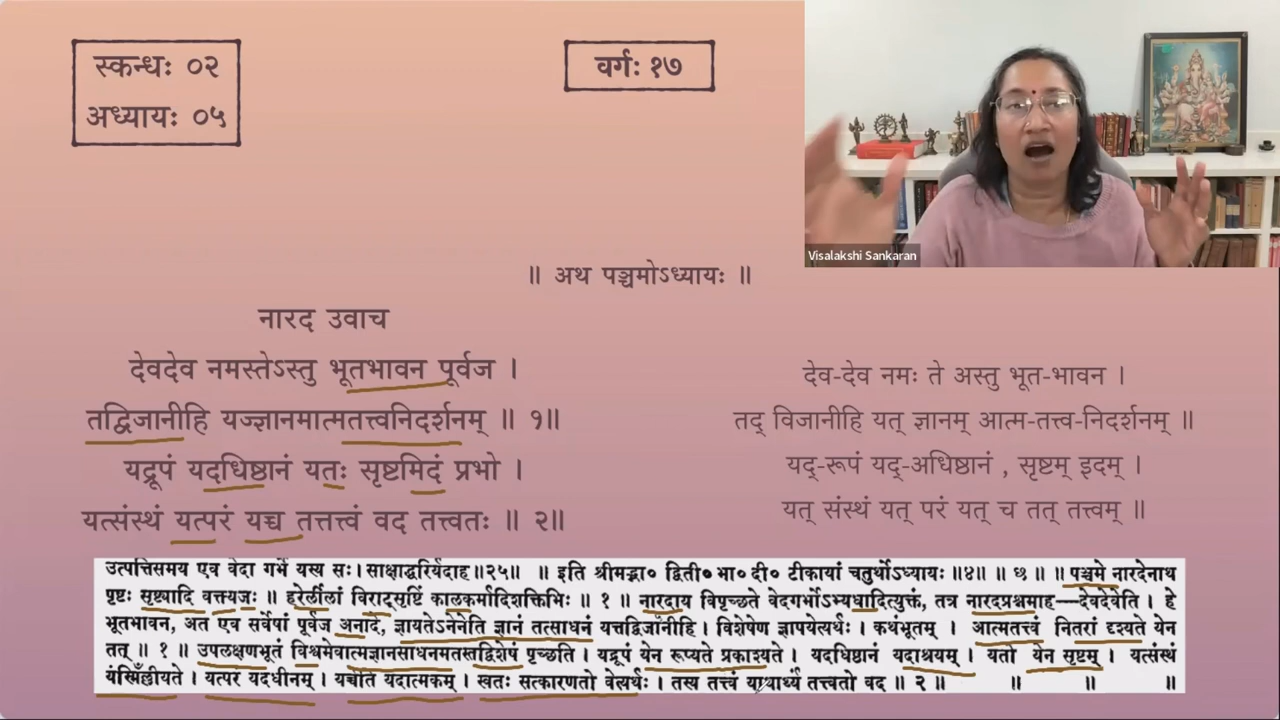 स्कन्धः ०२
अध्यायः ०५
वर्गः १७
Visalakshi Sankaran
॥ अथ पञ्चमोऽध्यायः ॥
नारद उवाच
देवदेव नमस्तेऽस्तु भूतभावन पूर्वज ।
तद्विजानीहि यज्ज्ञानमात्मतत्त्वनिदर्शनम् ॥ १॥
यद्रूपं यदधिष्ठानं यतः सृष्टमिदं प्रभो ।
यत्संस्थं यत्परं यच्च तत्तत्त्वं वद तत्त्वतः ॥ २॥
देव-देव नमः ते अस्तु भूत-भावन ।
तद् विजानीहि यत् ज्ञानम् आत्म-तत्त्व-निदर्शनम् ॥
यद्-रूपं यद्-अधिष्ठानं , सृष्टम् इदम् ।
यत् संस्थं यत् परं यत् च तत् तत्त्वम् ॥
उत्पत्तिसमय एव वेदा गर्भे यस्य सः। साक्षाद्धरिर्यदाह॥२५॥ ॥ इति श्रीमद्भा० द्विती० भा० दी० टीकायां चतुर्थोऽध्यायः ॥४॥ ॥ छ ॥ ॥ पञ्चमे नारदेनाथ
पृष्टः सृष्ट्यादि वक्त्यजः ॥ हरेर्लीलां विराट्सृष्टिं कालकर्मादिशक्तिभिः ॥ १ ॥ नारदाय विपृच्छते वेदगर्भोऽभ्यधादित्युक्तं, तत्र नारदप्रश्नमाह—देवदेवेति । हे
भूतभावन, अत एव सर्वेषां पूर्वज अनादे, ज्ञायतेऽनेनेति ज्ञानं तत्साधनं यत्तद्विजानीहि । विशेषेण ज्ञापयेत्यर्थः । कथंभूतम् । आत्मतत्त्वं नितरां दृश्यते येन
तत् ॥ १ ॥ उपलक्षणभूतं विश्वमेवात्मज्ञानसाधनमतस्तद्विशेषं पृच्छति । यद्रूपं येन रूप्यते प्रकाश्यते । यदधिष्ठानं यदाश्रयम् । यतो येन सृष्टम् । यत्संस्थं
यस्मिँल्लीयते । यत्परं यदधीनम् । यच्चेति यदात्मकम् । स्वतः सत्कारणतो वेत्यर्थः । तस्य तत्त्वं याथार्थ्यं तत्त्वतो वद ॥ २ ॥ ॥ ॥ ॥